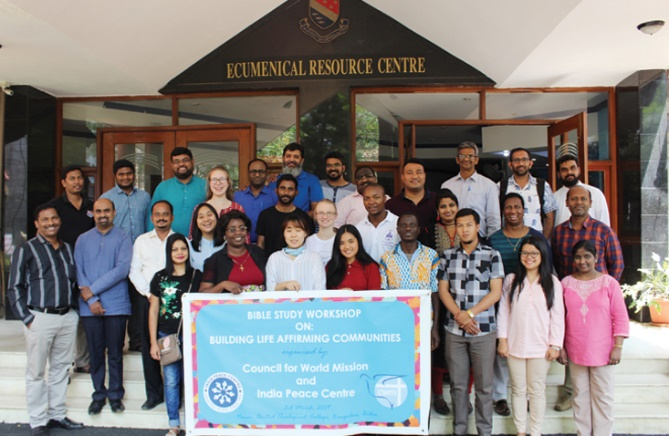 ECUMENICAL RESOURCE CENTRE
BIBLE STUDY WORKSHOP
ON:
BUILDING LIFE AFFIRMING COMMUNITIES
organised by:
Council for World Mission
and
India Peace Centre